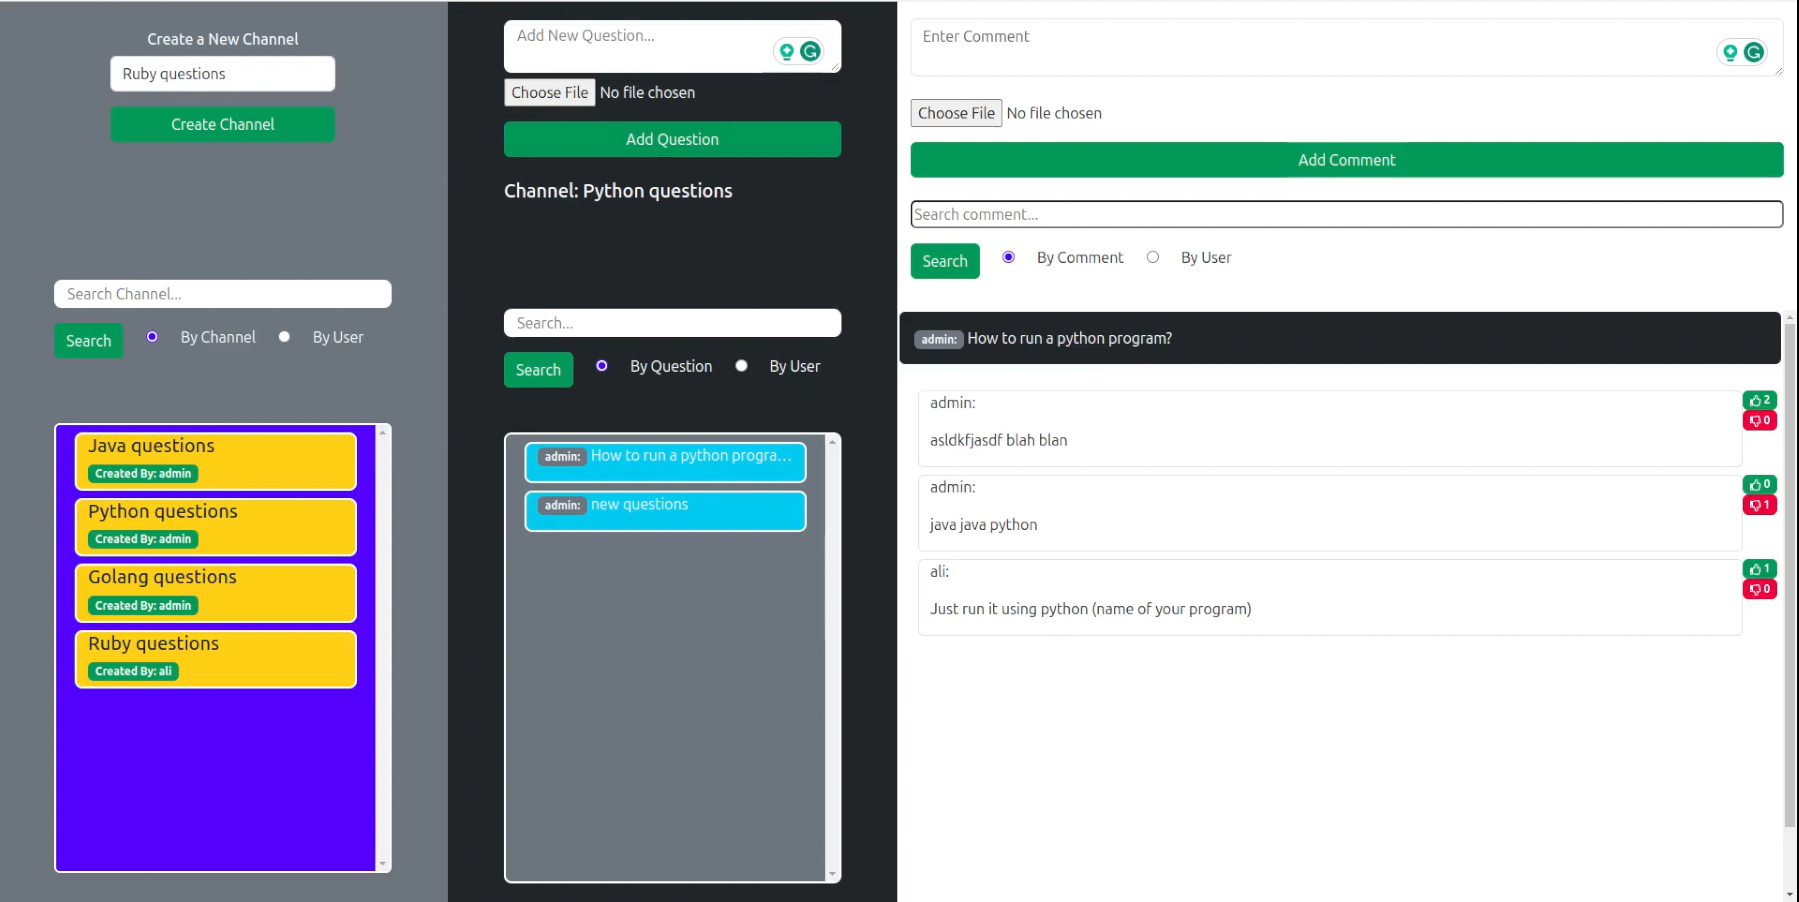 Create a New Channel
Ruby questions
Create Channel
Search Channel...
Search
By Channel
By User
Java questions
Created By: admin
Python questions
Created By: admin
Golang questions
Created By: admin
Ruby questions
Created By: ali
Add New Question...
Choose File No file chosen
Add Question
Channel: Python questions
Search...
Search
By Question
By User
admin: How to run a python progra...
admin: new questions
Enter Comment
Choose File No file chosen
Add Comment
Search comment...
Search
By Comment
By User
admin: How to run a python program?
admin:
2
0
asldkfjasdf blah blan
admin:
0
1
java java python
ali:
1
0
Just run it using python (name of your program)